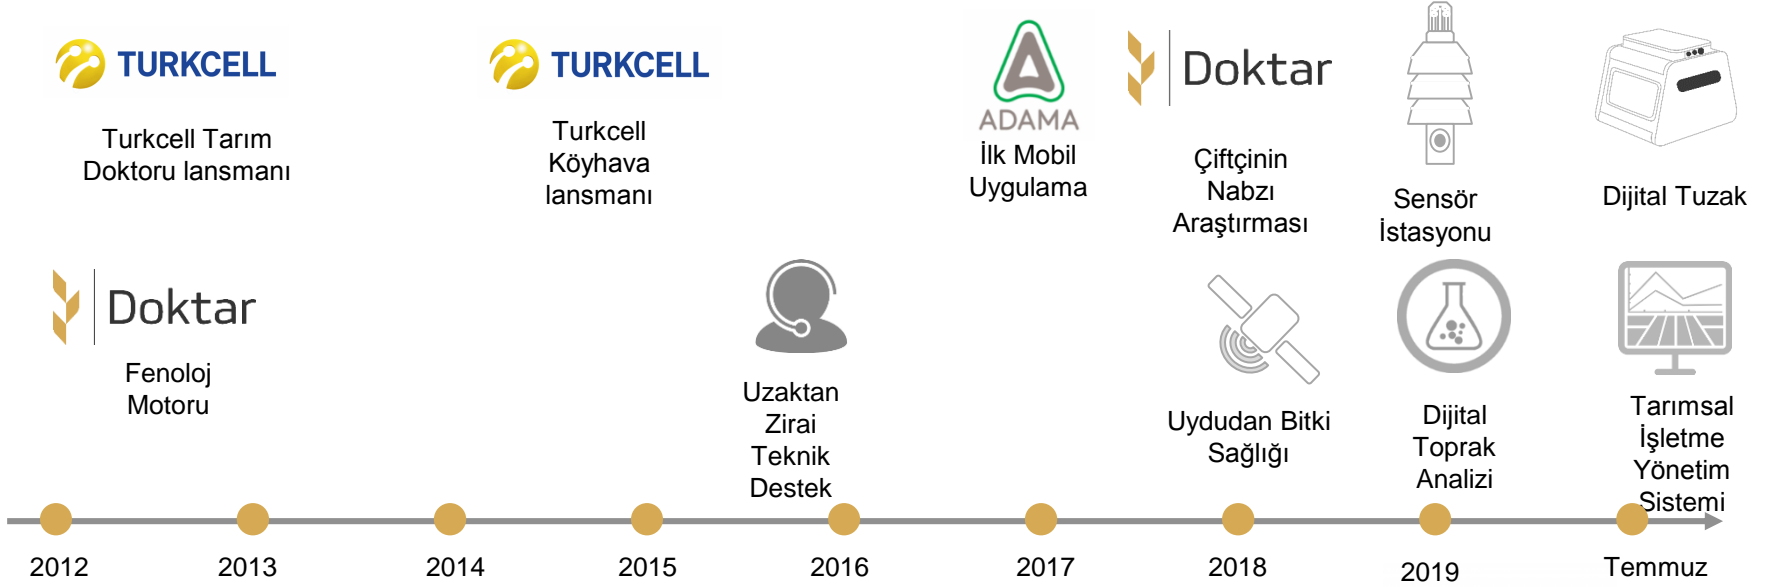 TURKCELL
Turkcell Tarım
Doktoru lansmanı
TURKCELL
Turkcell
Köyhava
lansmanı
ADAMA
İlk Mobil
Uygulama
Doktar
Çiftçinin
Nabzı
Araştırması
Sensör
İstasyonu
Dijital Tuzak
Doktar
Fenoloj
Motoru
Uzaktan
Zirai
Teknik
Destek
Uydudan Bitki
Sağlığı
Dijital
Toprak
Analizi
Tarımsal
İşletme
Yönetim
Sistemi
2012
2013
2014
2015
2016
2017
2018
2019
Temmuz